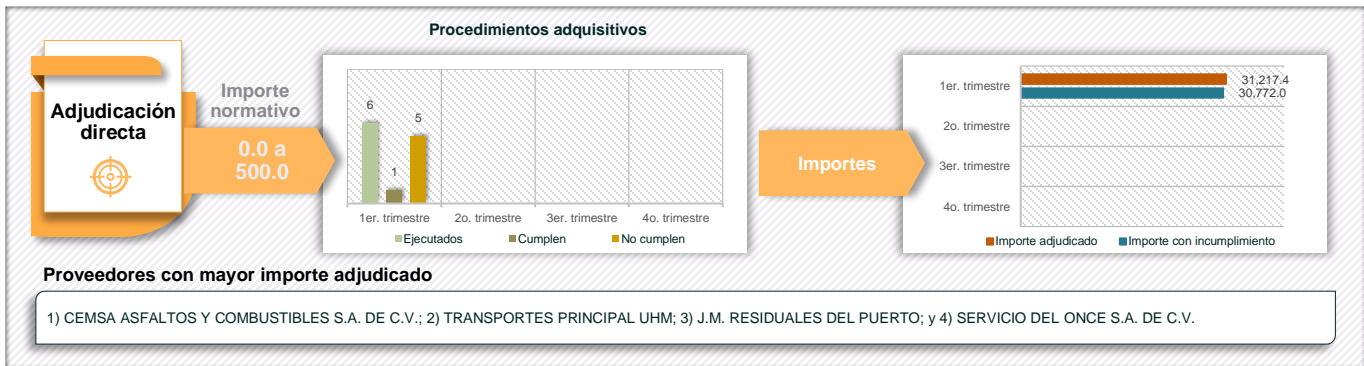 Procedimientos adquisitivos
Adjudicación
directa
Importe
normativo
0.0 a
500.0
6
1
5
1er. trimestre
2o. trimestre
3er. trimestre
4o. trimestre
Ejecutados
Cumplen
No cumplen
Importes
1er. trimestre
31,217.4
30,772.0
2o. trimestre
3er. trimestre
4o. trimestre
Importe adjudicado
Importe con incumplimiento
Proveedores con mayor importe adjudicado
1) CEMSA ASFALTOS Y COMBUSTIBLES S.A. DE C.V.; 2) TRANSPORTES PRINCIPAL UHM; 3) J.M. RESIDUALES DEL PUERTO; y 4) SERVICIO DEL ONCE S.A. DE C.V.